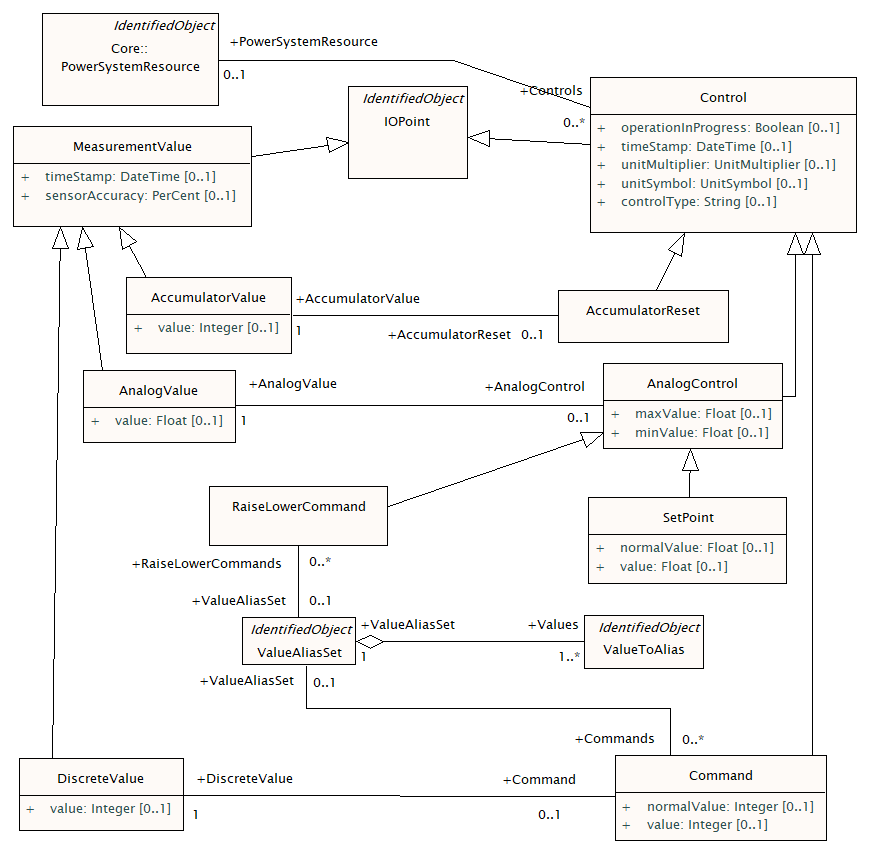 IdentifiedObject
Core::
PowerSystemResource
+PowerSystemResource
0..1
+Controls
0..*
IdentifiedObject
IOPoint
Control
+ operationInProgress: Boolean [0..1]
+ timeStamp: DateTime [0..1]
+ unitMultiplier: UnitMultiplier [0..1]
+ unitSymbol: UnitSymbol [0..1]
+ controlType: String [0..1]
MeasurementValue
+ timeStamp: DateTime [0..1]
+ sensorAccuracy: PerCent [0..1]
AccumulatorValue
+ value: Integer [0..1]
+AccumulatorValue
1
+AccumulatorReset 0..1
AccumulatorReset
AnalogValue
+ value: Float [0..1]
+AnalogValue
1
+AnalogControl
0..1
AnalogControl
+ maxValue: Float [0..1]
+ minValue: Float [0..1]
RaiseLowerCommand
SetPoint
+ normalValue: Float [0..1]
+ value: Float [0..1]
+RaiseLowerCommands 0..*
+ValueAliasSet 0..1
IdentifiedObject
ValueAliasSet
+ValueAliasSet
1
+Values
1..*
IdentifiedObject
ValueToAlias
+ValueAliasSet 0..1
+Commands 0..*
DiscreteValue
+ value: Integer [0..1]
+DiscreteValue
1
+Command
0..1
Command
+ normalValue: Integer [0..1]
+ value: Integer [0..1]